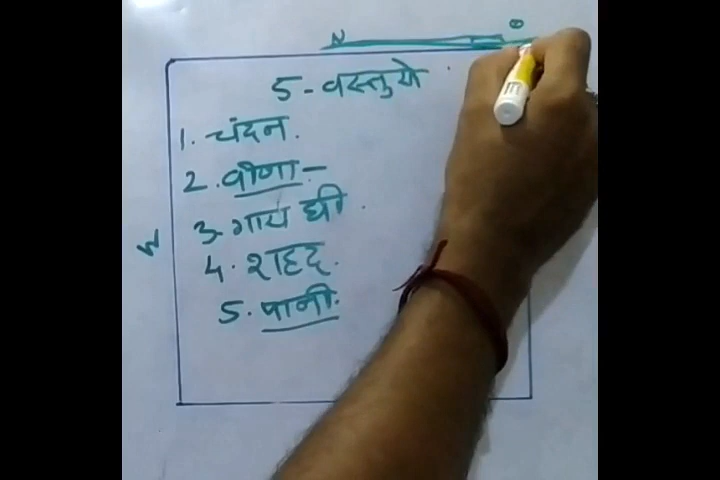 N
5-वस्तुये
1. चंदन.
2. वीणा -
3. गाय घी.
W
4. शहद.
5. पानी.